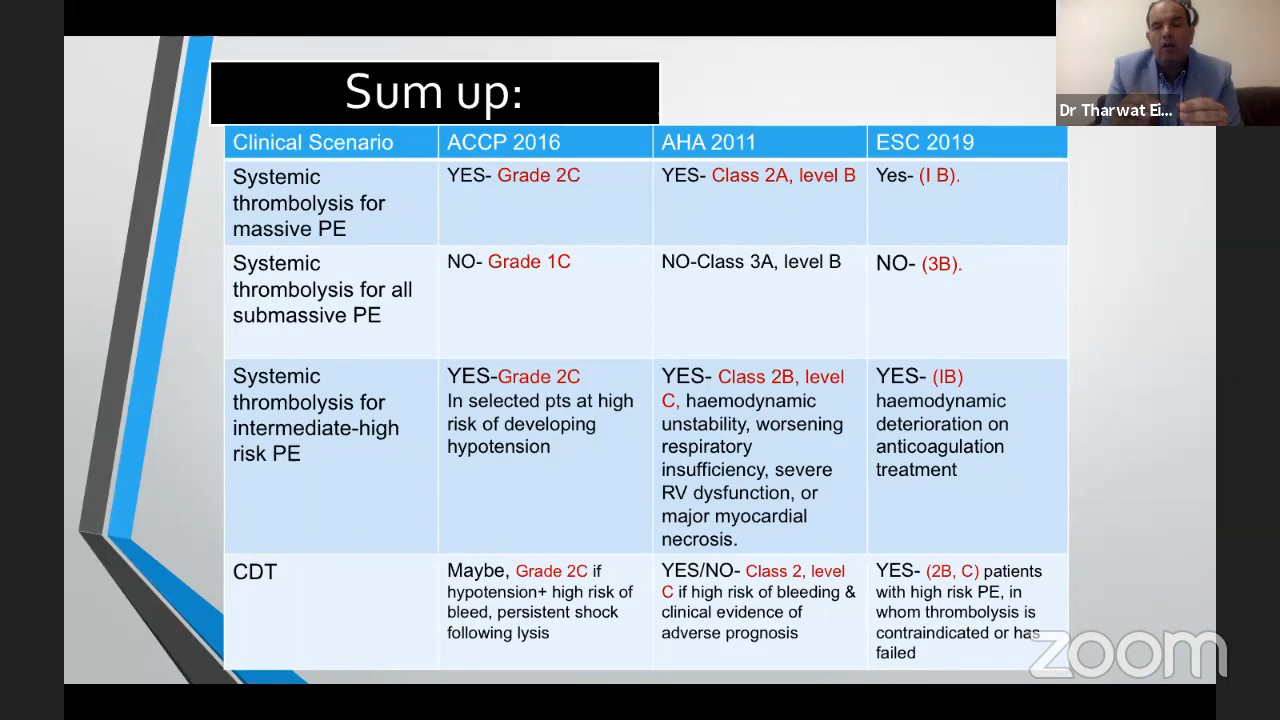 Sum up:
Dr Tharwat Ei...
Clinical Scenario
ACCP 2016
AHA 2011
ESC 2019
Systemic
thrombolysis for
massive PE
YES- Grade 2C
YES- Class 2A, level B
Yes- (I B).
Systemic
thrombolysis for all
submassive PE
NO- Grade 1C
NO-Class 3A, level B
NO- (3B).
Systemic
thrombolysis for
intermediate-high
risk PE
YES-Grade 2C
In selected pts at high
risk of developing
hypotension
YES- Class 2B, level
C, haemodynamic
unstability, worsening
respiratory
insufficiency, severe
RV dysfunction, or
major myocardial
necrosis.
YES- (IB)
haemodynamic
deterioration on
anticoagulation
treatment
CDT
Maybe, Grade 2C if
hypotension+ high risk of
bleed, persistent shock
following lysis
YES/NO- Class 2, level
C if high risk of bleeding &
clinical evidence of
adverse prognosis
YES- (2B, C) patients
with high risk PE, in
whom thrombolysis is
contraindicated or has
failed
zoom